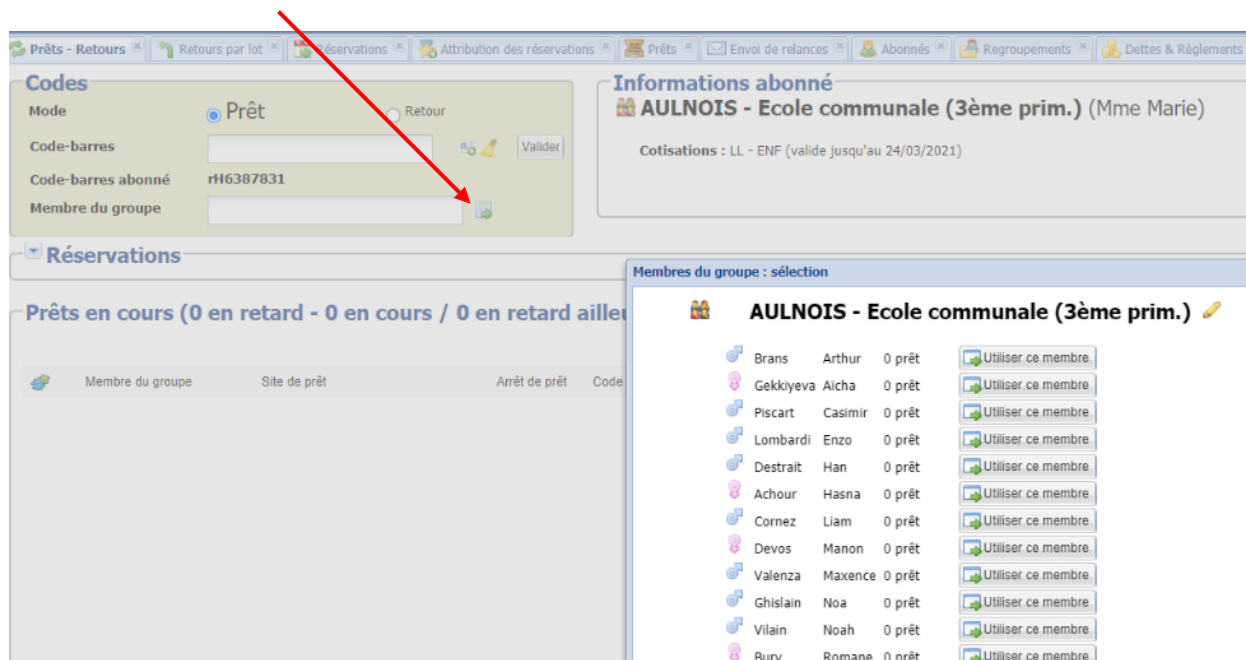 Prêts - Retours Retours par lot Réservations Attribution des réservations Prêts Envoi de relances Abonnés Regroupements Dettes & Règlements
Codes
Mode Prêt Retour
Code-barres Valider
Code-barres abonné rH6387831
Membre du groupe
Informations abonné
AULNOIS - Ecole communale (3ème prim.) (Mme Marie)
Cotisations : LL - ENF (valide jusqu'au 24/03/2021)
Réservations
Prêts en cours (0 en retard - 0 en cours / 0 en retard
Membre du groupe Site de prêt Arrêt de prêt Code
Membres du groupe : sélection
AULNOIS - Ecole communale (3ème prim.)
Brans Arthur 0 prêt Utiliser ce membre
Gekkiyeva Aicha 0 prêt Utiliser ce membre
Piscart Casimir 0 prêt Utiliser ce membre
Lombardi Enzo 0 prêt Utiliser ce membre
Destrait Han 0 prêt Utiliser ce membre
Achour Hasna 0 prêt Utiliser ce membre
Cornez Liam 0 prêt Utiliser ce membre
Devos Manon 0 prêt Utiliser ce membre
Valenza Maxence 0 prêt Utiliser ce membre
Ghislain Noa 0 prêt Utiliser ce membre
Vilain Noah 0 prêt Utiliser ce membre
Bury Romane 0 prêt Utiliser ce membre